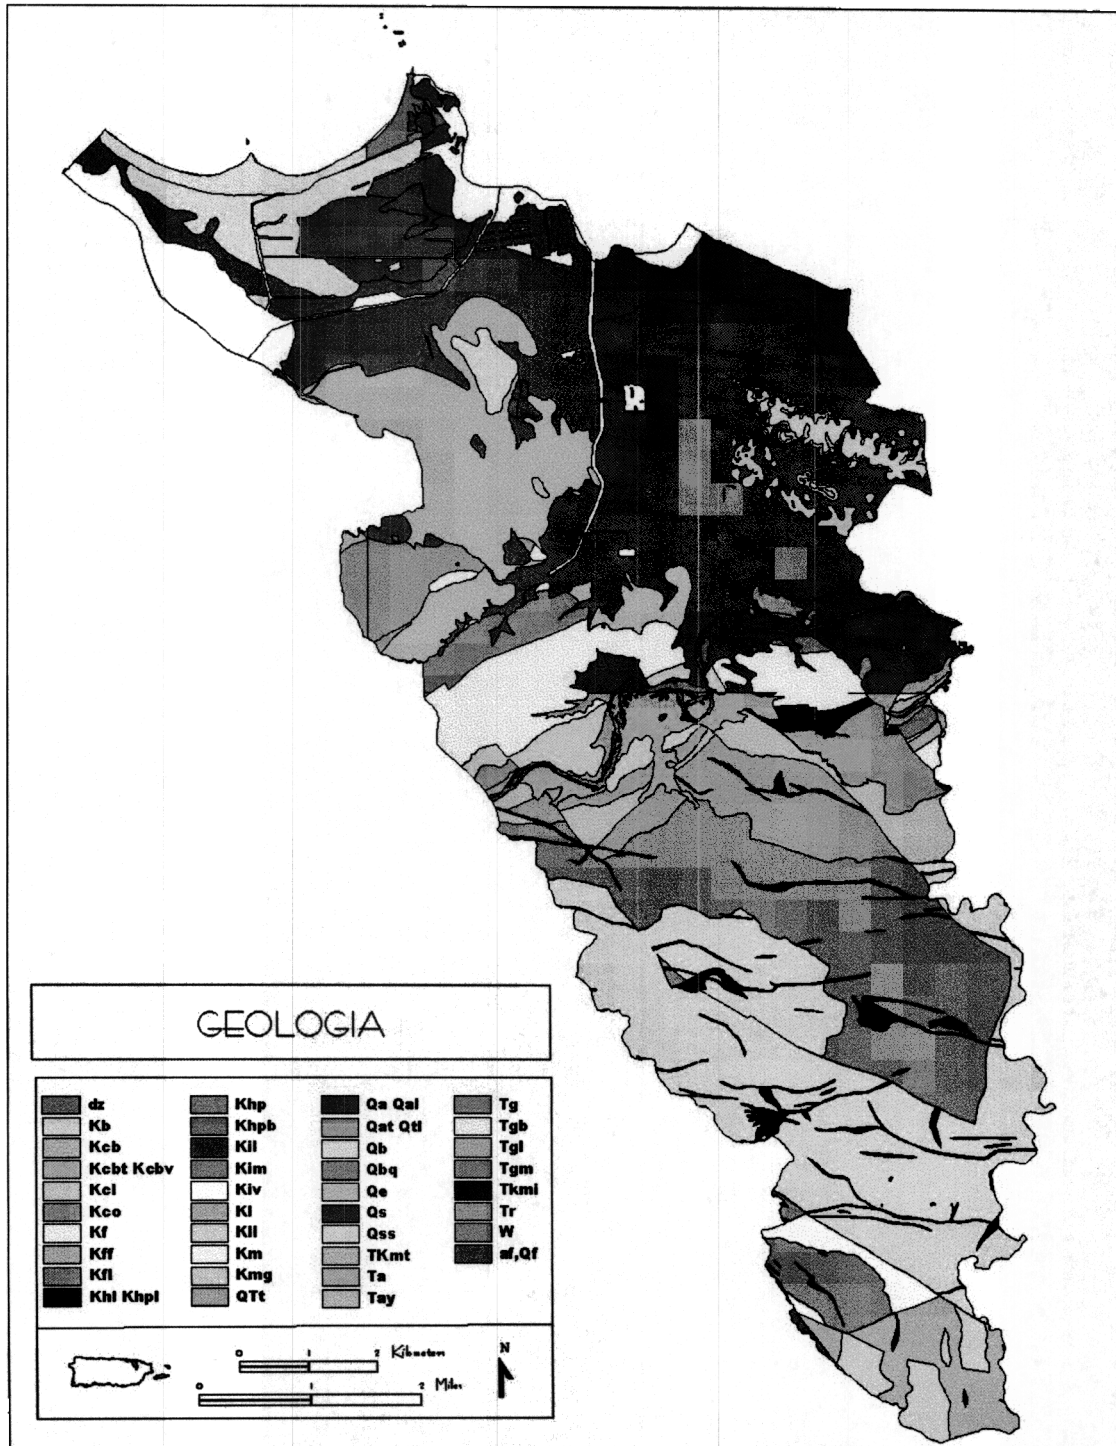 GEOLOGIA
dz
Kb
Kcb
Kcbt Kcbv
Kcl
Kco
Kf
Kff
Kfl
Khl Khpl
Khp
Khpb
Kil
Kim
Kiv
Kl
Kll
Km
Kmg
QTt
Qa Qal
Qat Qtl
Qb
Qbq
Qe
Qs
Qss
TKmt
Ta
Tay
Tg
Tgb
Tgl
Tgm
Tkmi
Tr
W
af,Qf
0 1 2
0 1 2 Miles
N